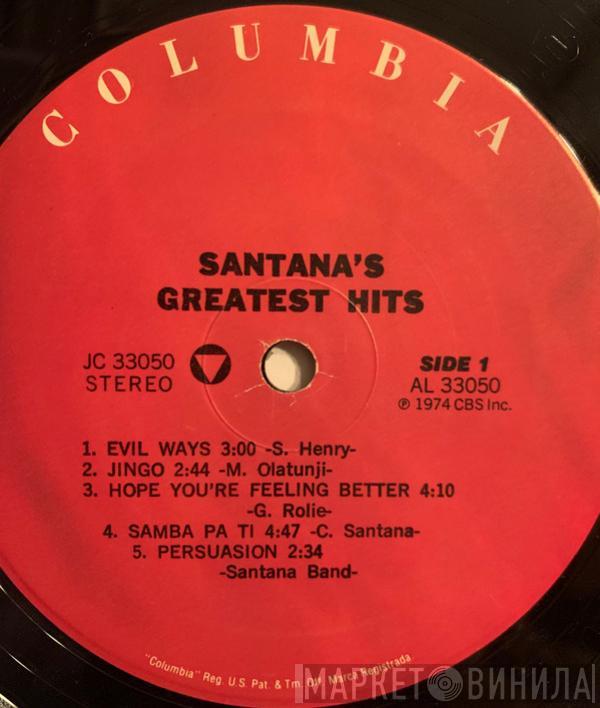 COLUMBIA
SANTANA'S
GREATEST HITS
JC 33050
STEREO
SIDE 1
AL 33050
℗ 1974 CBS Inc.
1. EVIL WAYS 3:00 -S. Henry-
2. JINGO 2:44 -M. Olatunji-
3. HOPE YOU'RE FEELING BETTER 4:10
-G. Rolie-
4. SAMBA PA TI 4:47 -C. Santana-
5. PERSUASION 2:34
-Santana Band-
"Columbia" Reg. U.S. Pat. & Tm. Off. Marca Registrada
МАРКЕТ ВИНИЛА